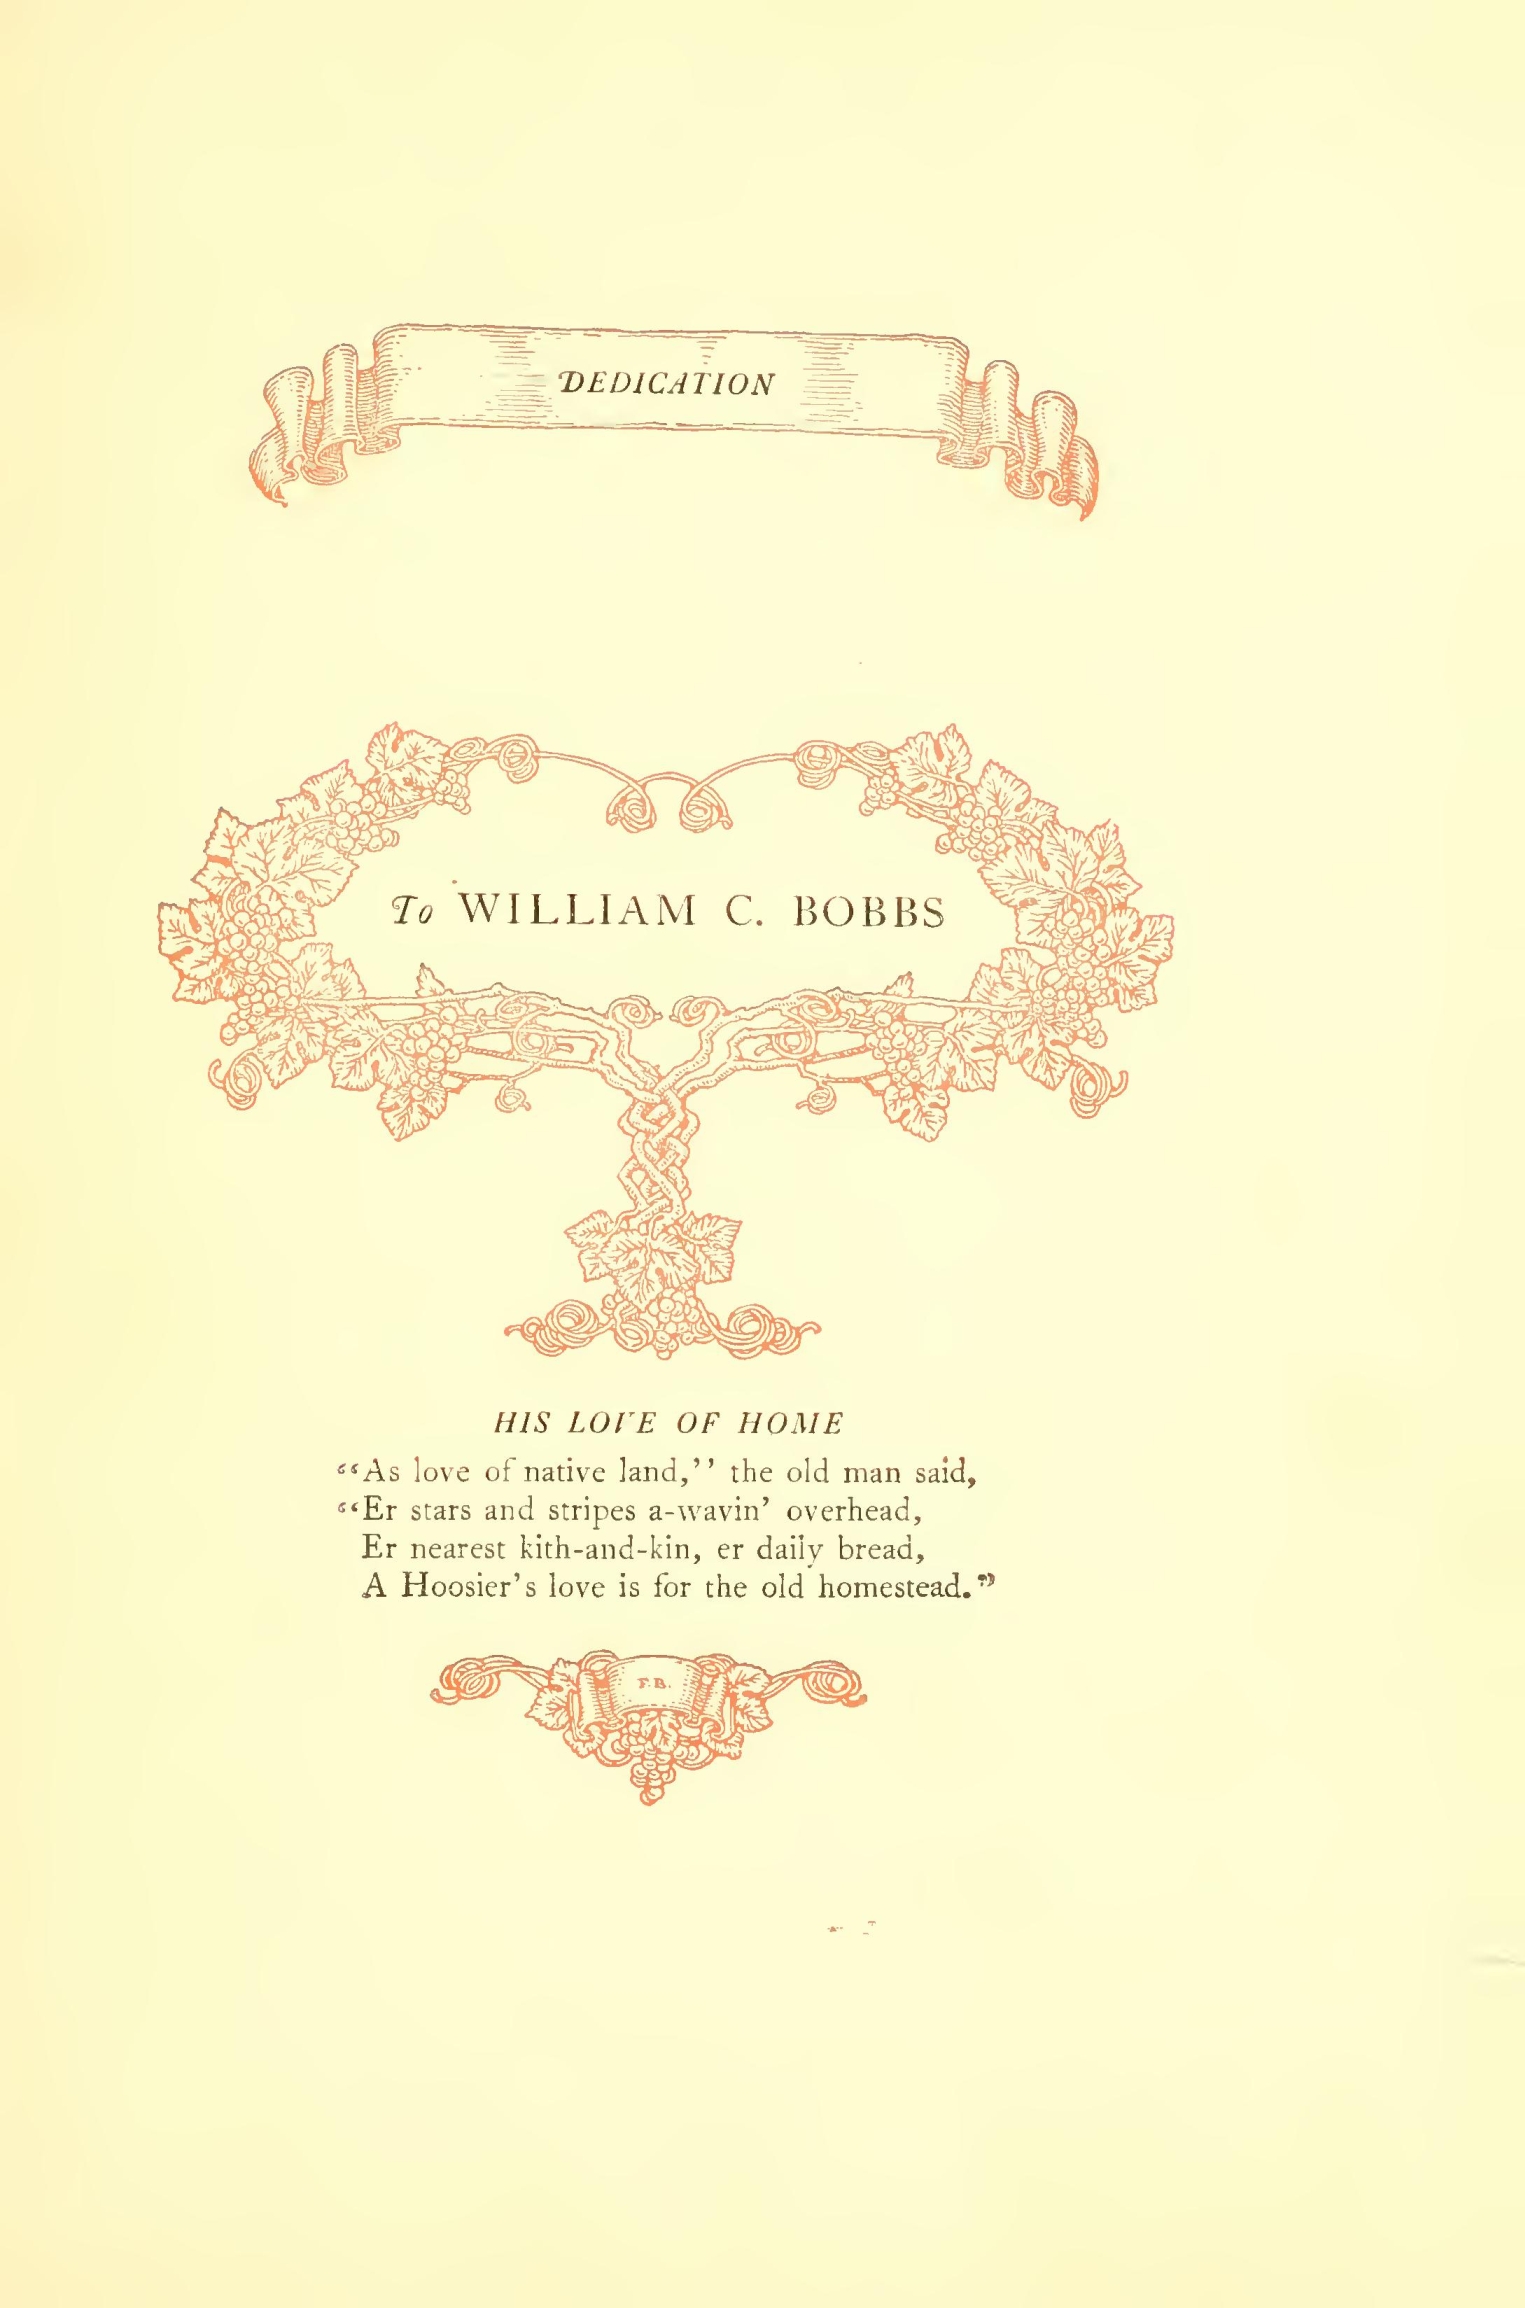 DEDICATION
To WILLIAM C. BOBBS
HIS LOVE OF HOME
“As love of native land,’’ the old man said,
“Er stars and stripes a-wavin’ overhead,
Er nearest kith-and-kin, er daily bread,
A Hoosier’s love is for the old homestead.”
F. B.